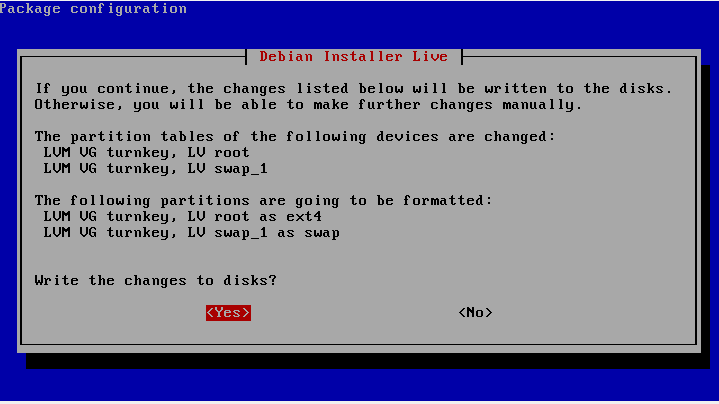 Package configuration
Debian Installer Live
If you continue, the changes listed below will be written to the disks.
Otherwise, you will be able to make further changes manually.
The partition tables of the following devices are changed:
LVM VG turnkey, LV root
LVM VG turnkey, LV swap_1
The following partitions are going to be formatted:
LVM VG turnkey, LV root as ext4
LVM VG turnkey, LV swap_1 as swap
Write the changes to disks?
<Yes> <No>